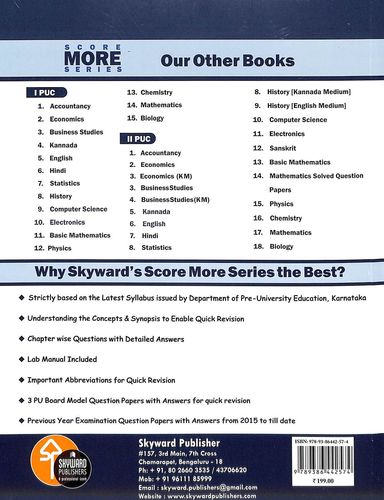 SCORE
MORE
SERIES
Our Other Books
I PUC
1. Accountancy
2. Economics
3. Business Studies
4. Kannada
5. English
6. Hindi
7. Statistics
8. History
9. Computer Science
10. Electronics
11. Basic Mathematics
12. Physics
13. Chemistry
14. Mathematics
15. Biology
II PUC
1. Accountancy
2. Economics
3. Economics (KM)
3. BusinessStudies
4. BusinessStudies(KM)
5. Kannada
6. English
7. Hindi
8. Statistics
8. History [Kannada Medium]
9. History [English Medium]
10. Computer Science
11. Electronics
12. Sanskrit
13. Basic Mathematics
14. Mathematics Solved Question
Papers
15. Physics
16. Chemistry
17. Mathematics
18. Biology
Why Skyward's Score More Series the Best?
Strictly based on the Latest Syllabus issued by Department of Pre-University Education, Karnataka
Understanding the Concepts & Synopsis to Enable Quick Revision
Chapter wise Questions with Detailed Answers
Lab Manual Included
Important Abbreviations for Quick Revision
3 PU Board Model Question Papers with Answers for quick revision
Previous Year Examination Question Papers with Answers from 2015 to till date
SKYWARD
PUBLISHERS
A professional icon
Skyward Publisher
#157, 3rd Main, 7th Cross
Chamarapet, Bengaluru - 18
Ph : + 91, 80 2660 3535 / 43706620
Mob : + 91 96111 85999
Email : skyward.publishers@gmail.com
Website : www.skywardpublishers.com
ISBN: 978-93-86442-57-4
9 789386 442574
₹ 199.00